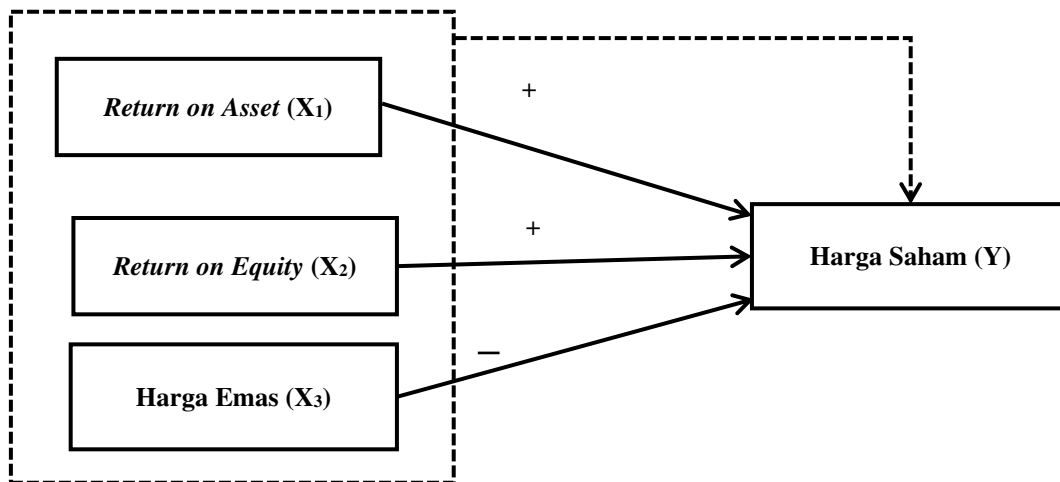 +
Return on Asset (X₁)
+
Return on Equity (X₂)
Harga Saham (Y)
−
Harga Emas (X₃)